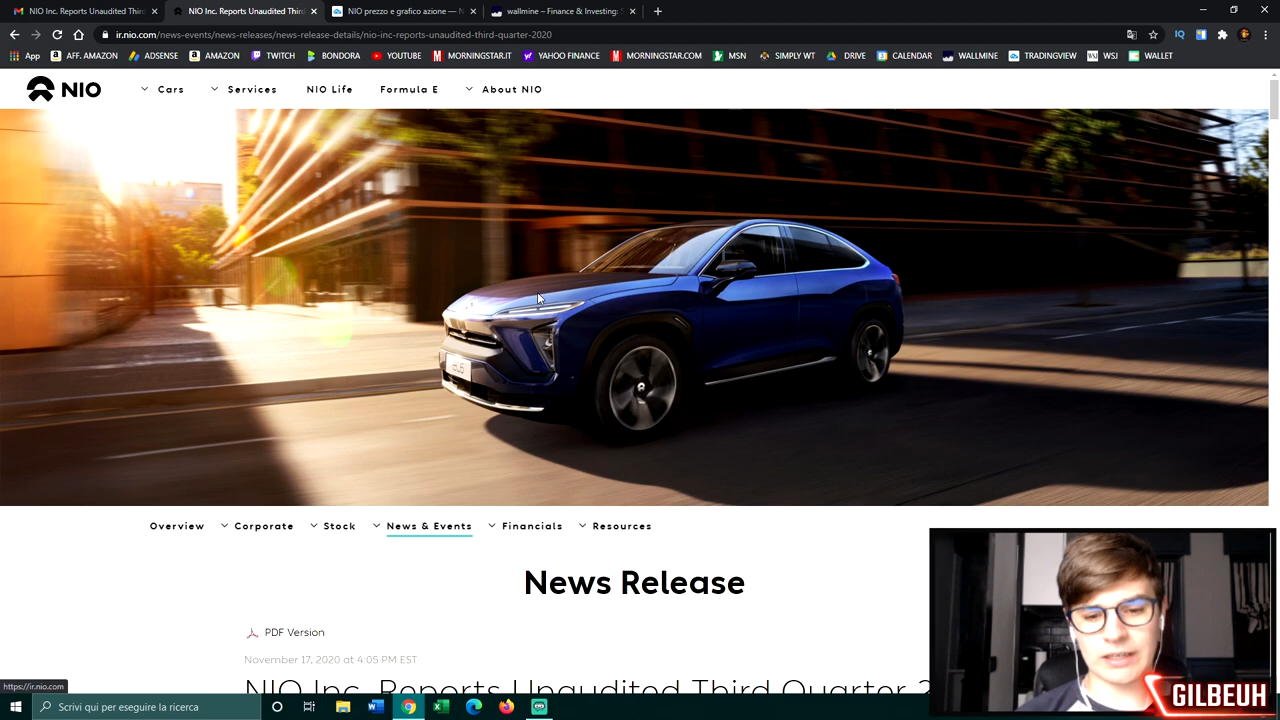 NIO Inc. Reports Unaudited Third
NIO Inc. Reports Unaudited Third
NIO prezzo e grafico azione — N
wallmine – Finance & Investing: S
ir.nio.com/news-events/news-releases/news-release-details/nio-inc-reports-unaudited-third-quarter-2020
App
AFF. AMAZON
ADSENSE
AMAZON
TWITCH
BONDORA
YOUTUBE
MORNINGSTAR.IT
YAHOO FINANCE
MORNINGSTAR.COM
MSN
SIMPLY WT
DRIVE
CALENDAR
WALLMINE
TRADINGVIEW
WSJ
WALLET
NIO
Cars
Services
NIO Life
Formula E
About NIO
Overview
Corporate
Stock
News & Events
Financials
Resources
News Release
PDF Version
November 17, 2020 at 4:05 PM EST
NIO Inc. Reports Unaudited Third Quarter 2
https://ir.nio.com
Scrivi qui per eseguire la ricerca
GILBEUH